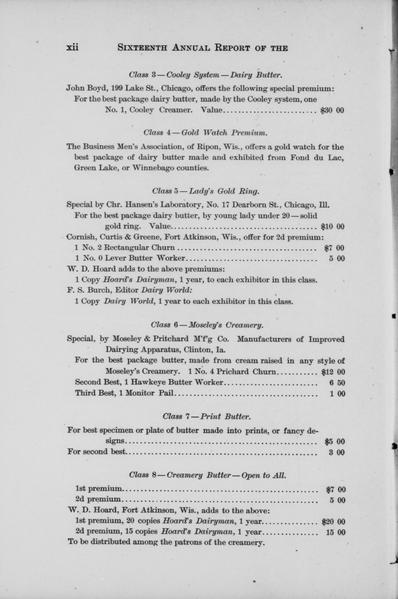 xii SIXTEENTH ANNUAL REPORT OF THE
Class 3—Cooley System—Dairy Butter.
John Boyd, 199 Lake St., Chicago, offers the following special premium:
For the best package dairy butter, made by the Cooley system, one
No. 1, Cooley Creamer. Value........................ $30 00
Class 4—Gold Watch Premium.
The Business Men's Association, of Ripon, Wis., offers a gold watch for the
best package of dairy butter made and exhibited from Fond du Lac,
Green Lake, or Winnebago counties.
Class 5—Lady's Gold Ring.
Special by Chr. Hansen's Laboratory, No. 17 Dearborn St., Chicago, Ill.
For the best package dairy butter, by young lady under 20—solid
gold ring. Value.................................... $10 00
Cornish, Curtis & Greene, Fort Atkinson, Wis., offer for 2d premium:
1 No. 2 Rectangular Churn .................................. $7 00
1 No. 0 Lever Butter Worker................................. 5 00
W. D. Hoard adds to the above premiums:
1 Copy Hoard's Dairyman, 1 year, to each exhibitor in this class.
F. S. Burch, Editor Dairy World:
1 Copy Dairy World, 1 year to each exhibitor in this class.
Class 6—Moseley's Creamery.
Special, by Moseley & Pritchard M'f'g Co. Manufacturers of Improved
Dairying Apparatus, Clinton, Ia.
For the best package butter, made from cream raised in any style of
Moseley's Creamery. 1 No. 4 Prichard Churn.......... $12 00
Second Best, 1 Hawkeye Butter Worker........................ 6 50
Third Best, 1 Monitor Pail.................................. 1 00
Class 7—Print Butter.
For best specimen or plate of butter made into prints, or fancy de-
signs................................................ $5 00
For second best................................................ 3 00
Class 8—Creamery Butter—Open to All.
1st premium.................................................. $7 00
2d premium................................................... 5 00
W. D. Hoard, Fort Atkinson, Wis., adds to the above:
1st premium, 20 copies Hoard's Dairyman, 1 year.............. $20 00
2d premium, 15 copies Hoard's Dairyman, 1 year............... 15 00
To be distributed among the patrons of the creamery.